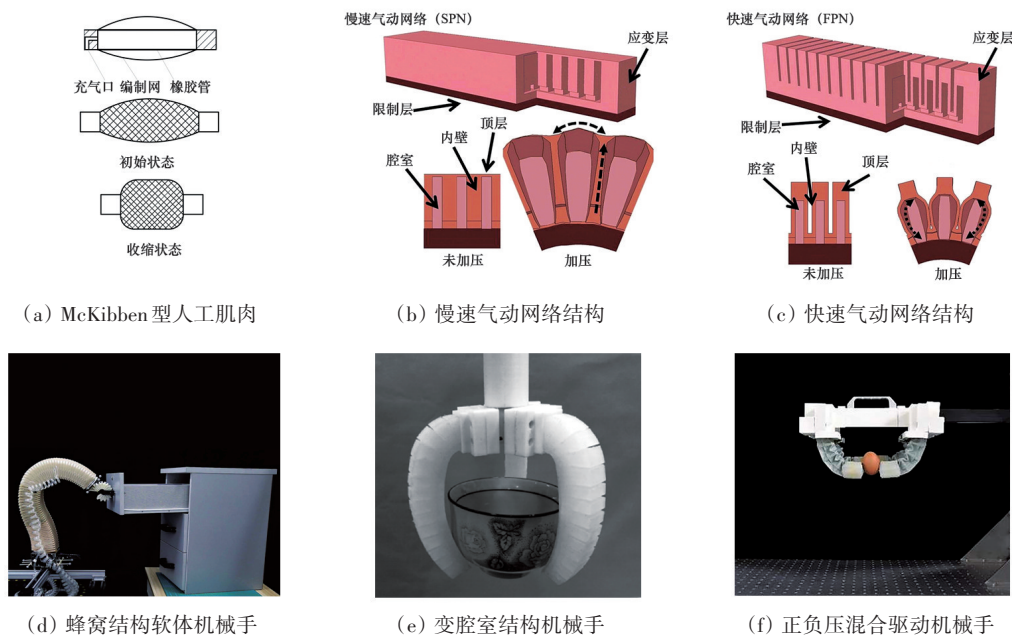 充气口 编制网 橡胶管
初始状态
收缩状态
(a) McKibben 型人工肌肉
慢速气动网络（SPN）
应变层
限制层
内壁
顶层
腔室
未加压
加压
(b) 慢速气动网络结构
快速气动网络（FPN）
应变层
限制层
内壁
顶层
腔室
未加压
加压
(c) 快速气动网络结构
(d) 蜂窝结构软体机械手
(e) 变腔室结构机械手
(f) 正负压混合驱动机械手